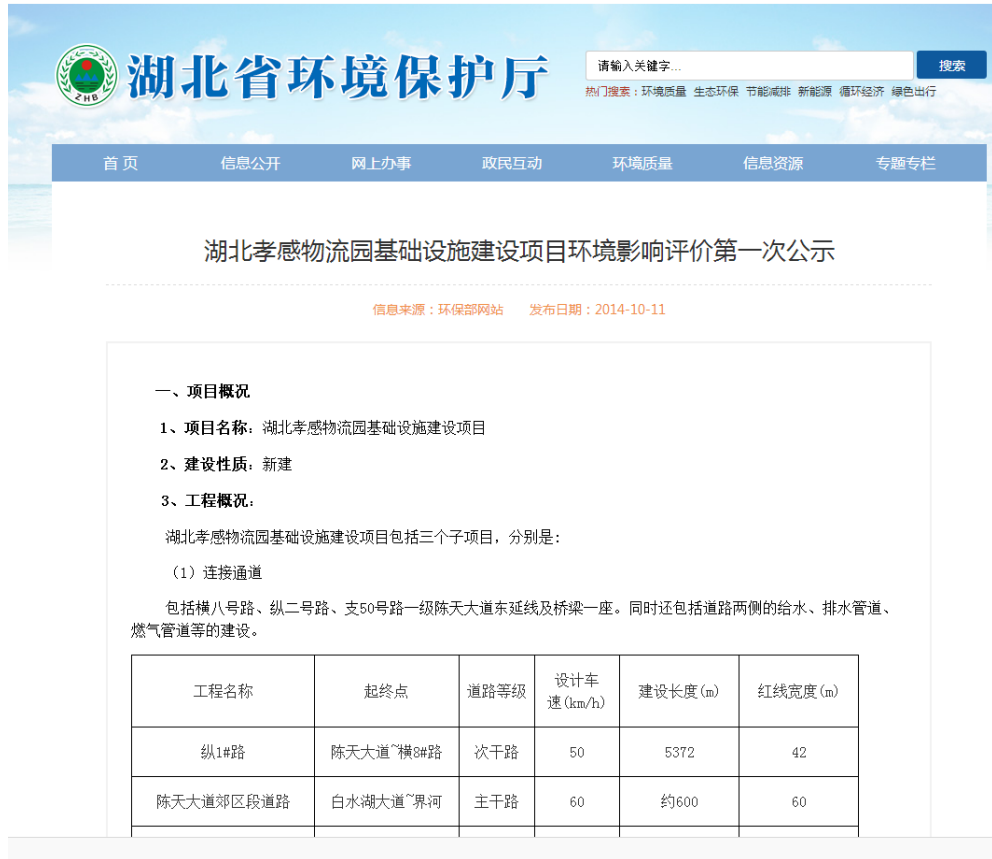 ZHB
湖北省环境保护厅
请输入关健字...
搜索
热门搜索：环境质量 生态环保 节能减排 新能源 循环经济 绿色出行
首 页 信息公开 网上办事 政民互动 环境质量 信息资源 专题专栏
湖北孝感物流园基础设施建设项目环境影响评价第一次公示
信息来源：环保部网站 发布日期：2014-10-11
一、项目概况
1、项目名称：湖北孝感物流园基础设施建设项目
2、建设性质：新建
3、工程概况：
湖北孝感物流园基础设施建设项目包括三个子项目，分别是：
（1）连接通道
包括横八号路、纵二号路、支50号路一级陈天大道东延线及桥梁一座。同时还包括道路两侧的给水、排水管道、
燃气管道等的建设。
工程名称 起终点 道路等级 设计车速(km/h) 建设长度(m) 红线宽度(m)
纵1#路 陈天大道~横8#路 次干路 50 5372 42
陈天大道郊区段道路 白水湖大道~界河 主干路 60 约600 60